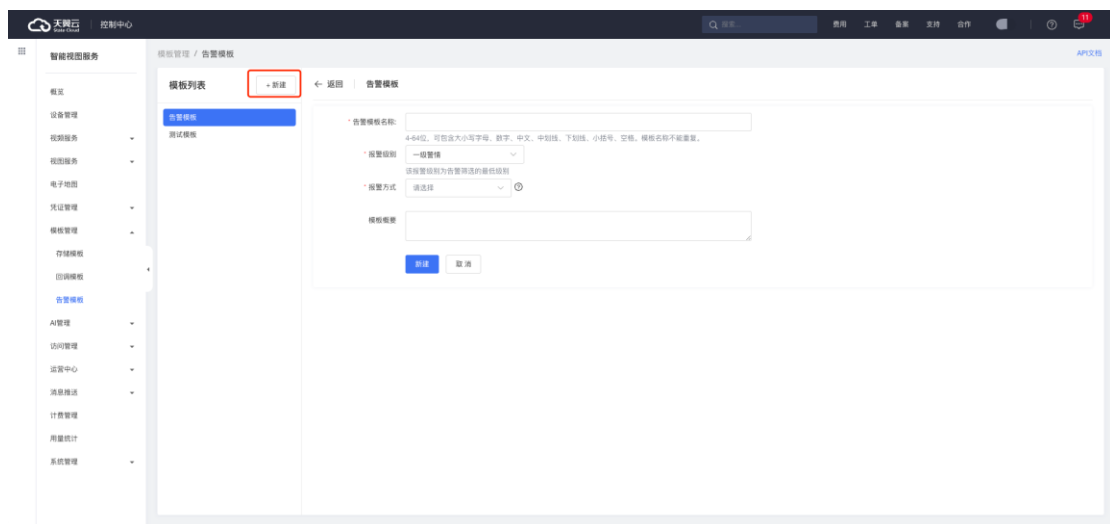 天翼云 State Cloud 控制中心 搜索... 费用 工单 备案 支持 合作 11
智能视图服务
概览
设备管理
视频服务
视图服务
电子地图
凭证管理
模板管理
存储模板
回调模板
告警模板
AI管理
访问管理
运营中心
消息推送
计费管理
用量统计
系统管理
模板管理 / 告警模板 API文档
模板列表 + 新建
告警模板
测试模板
← 返回 告警模板
* 告警模板名称:
4-64位，可包含大小写字母、数字、中文、中划线、下划线、小括号、空格。模板名称不能重复。
* 报警级别 一级警情
该报警级别为告警筛选的最低级别
* 报警方式 请选择
模板概要
新建 取消